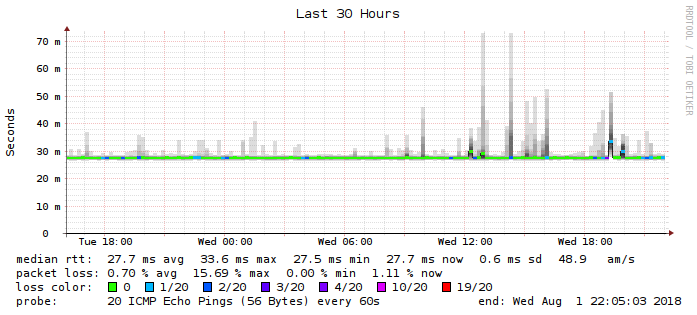 Last 30 Hours
RRDTOOL / TOBI OETIKER
Seconds
70 m
60 m
50 m
40 m
30 m
20 m
10 m
0
Tue 18:00 Wed 00:00 Wed 06:00 Wed 12:00 Wed 18:00
median rtt: 27.7 ms avg 33.6 ms max 27.5 ms min 27.7 ms now 0.6 ms sd 48.9 am/s
packet loss: 0.70 % avg 15.69 % max 0.00 % min 1.11 % now
loss color: 0 1/20 2/20 3/20 4/20 10/20 19/20
probe: 20 ICMP Echo Pings (56 Bytes) every 60s end: Wed Aug 1 22:05:03 2018